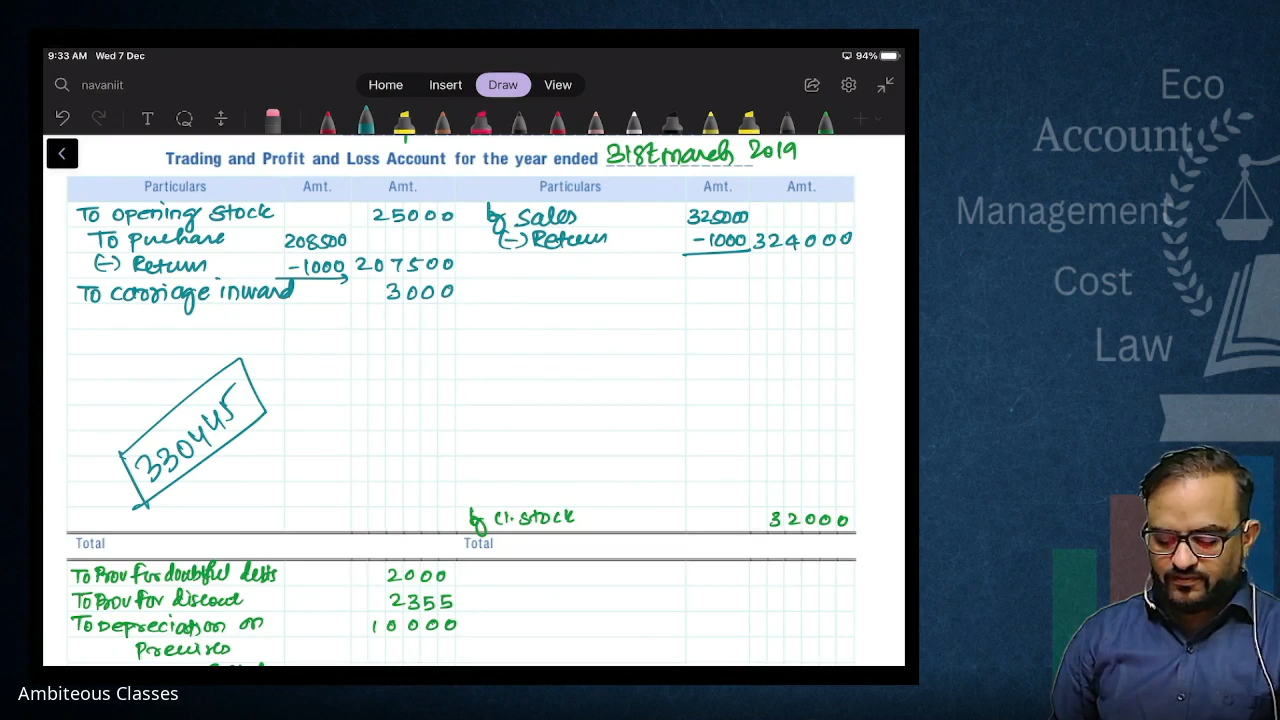 9:33 AM Wed 7 Dec
94%
navaniit
Home Insert Draw View
Trading and Profit and Loss Account for the year ended 31st march 2019
Particulars Amt. Amt. Particulars Amt. Amt.
To opening stock 25000 by sales 325000
To purchase 208500 (-) Return -1000 324000
(-) Return -1000 207500
To carriage inward 3000
330445
by Cl. stock 32000
Total Total
To Prov for doubtful debts 2000
To Prov for discout 2355
To Depreciation on 10000
Premises
Eco
Account
Management
Cost
Law
Ambiteous Classes